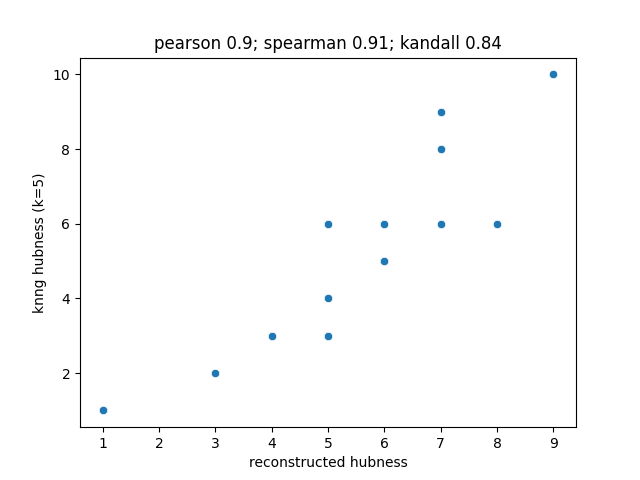 pearson 0.9; spearman 0.91; kandall 0.84
10
8
6
4
2
knng hubness (k=5)
1 2 3 4 5 6 7 8 9
reconstructed hubness